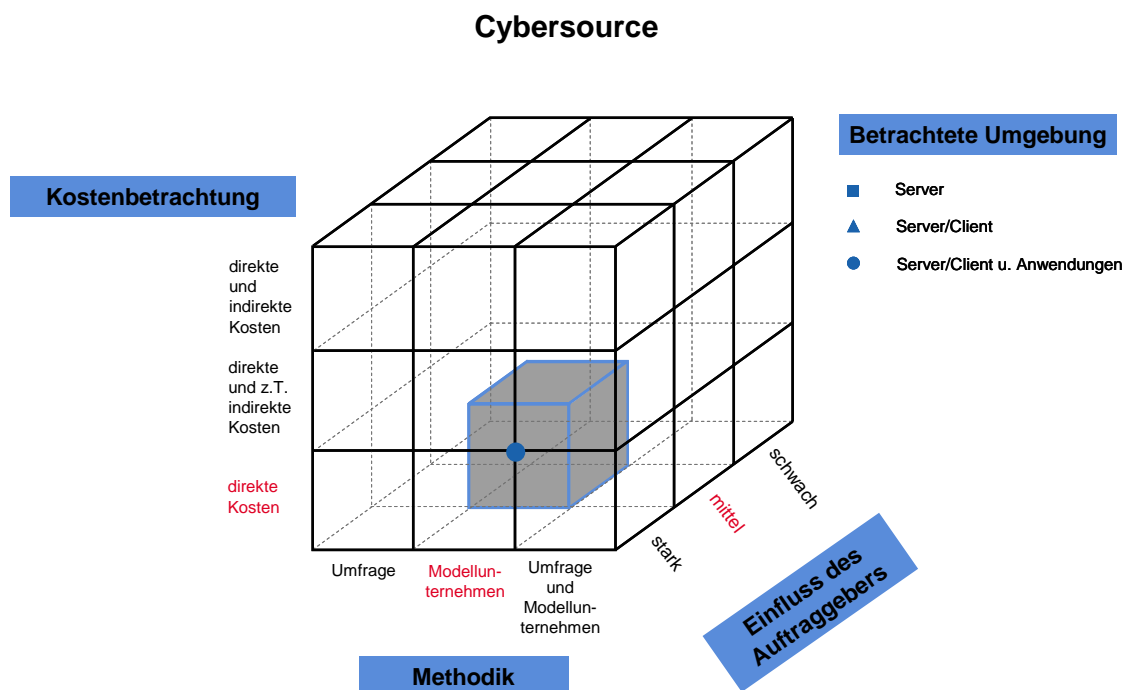 Cybersource
Betrachtete Umgebung
Server
Server/Client
Server/Client u. Anwendungen
Kostenbetrachtung
direkte
und
indirekte
Kosten
direkte
und z.T.
indirekte
Kosten
direkte
Kosten
Umfrage
Modellun-
ternehmen
Umfrage
und
Modellun-
ternehmen
stark
mittel
schwach
Einfluss des
Auftraggebers
Methodik